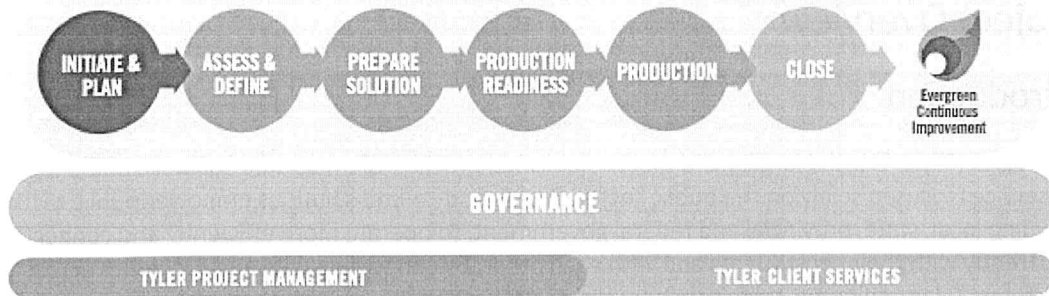 INITIATE &
PLAN
ASSESS &
DEFINE
PREPARE
SOLUTION
PRODUCTION
READINESS
PRODUCTION
CLOSE
Evergreen
Continuous
Improvement
GOVERNANCE
TYLER PROJECT MANAGEMENT
TYLER CLIENT SERVICES